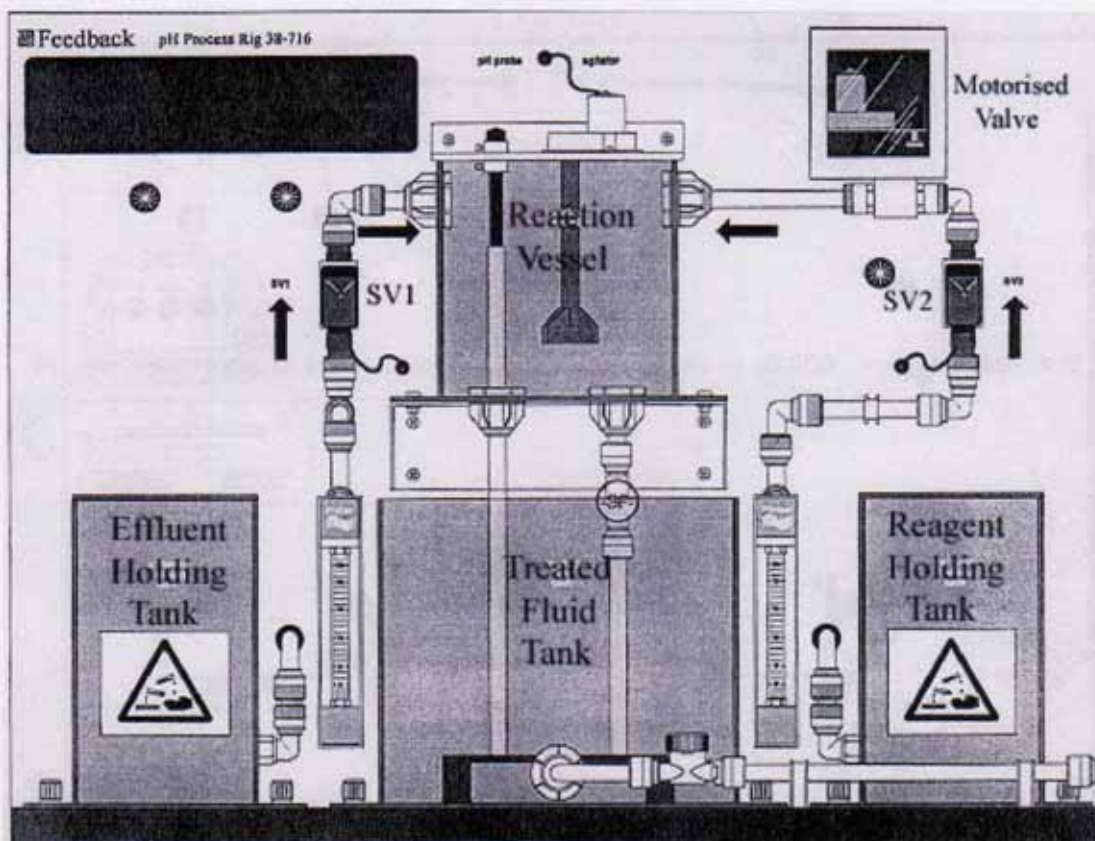 Feedback pH Process Rig 38-716
pH probe
agitator
Motorised
Valve
Reaction
Vessel
SV1
SV1
SV2
SV2
Effluent
Holding
Tank
Treated
Fluid
Tank
Reagent
Holding
Tank